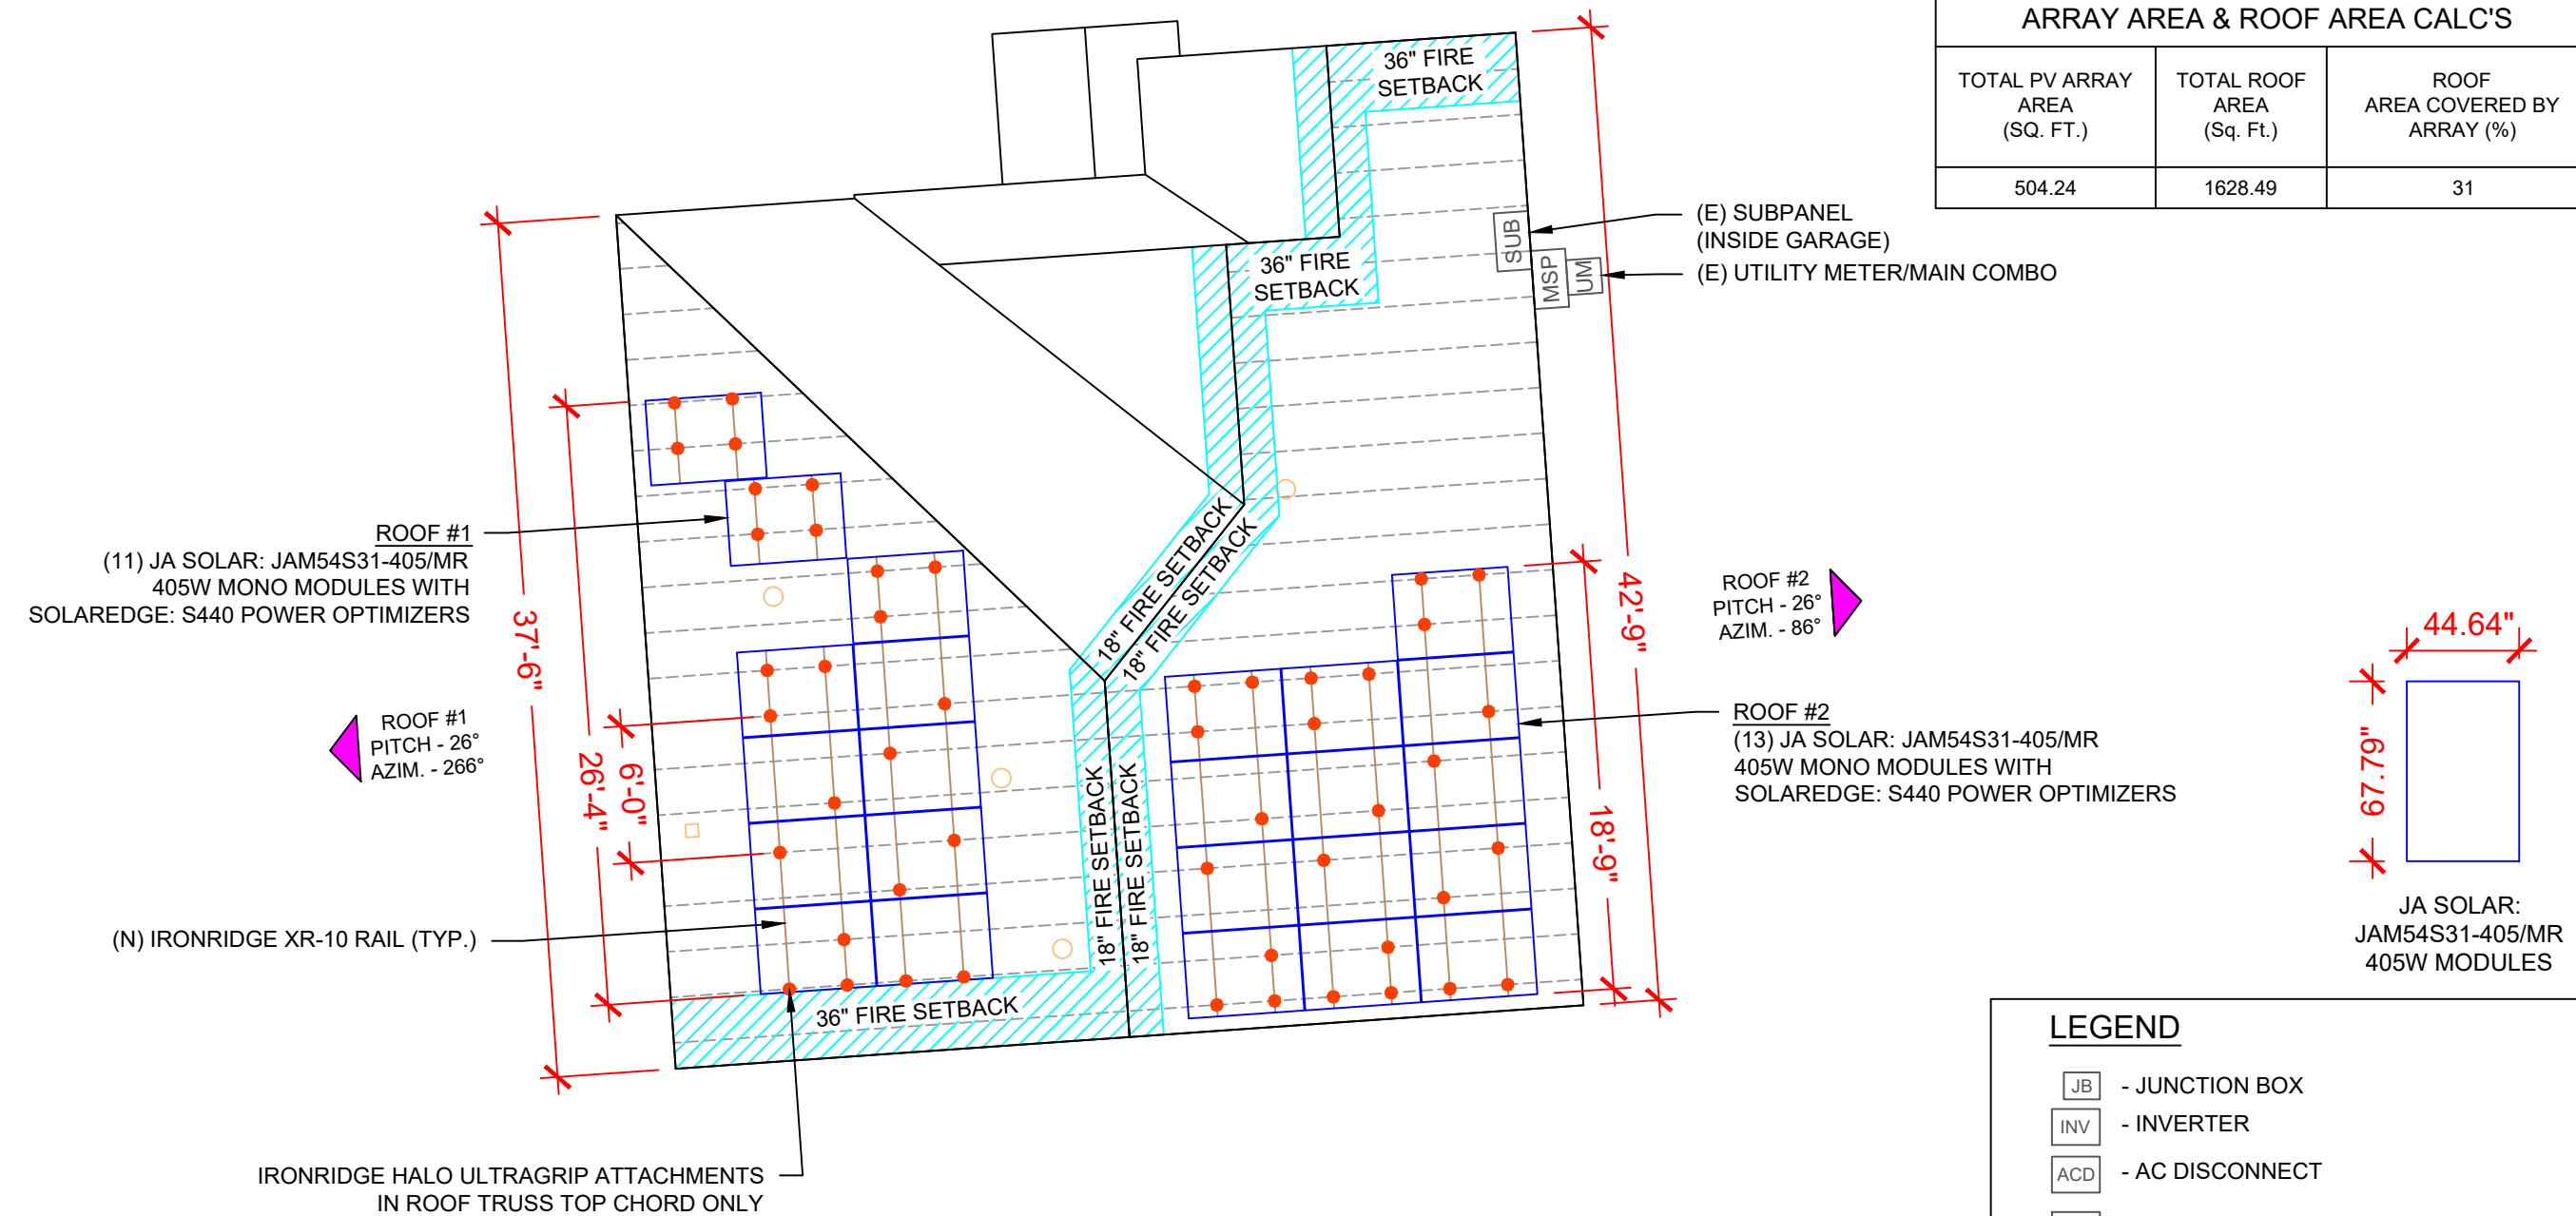 ARRAY AREA & ROOF AREA CALC'S
TOTAL PV ARRAY
AREA
(SQ. FT.)
TOTAL ROOF
AREA
(Sq. Ft.)
ROOF
AREA COVERED BY
ARRAY (%)
504.24
1628.49
31
36" FIRE
SETBACK
36" FIRE
SETBACK
(E) SUBPANEL
(INSIDE GARAGE)
(E) UTILITY METER/MAIN COMBO
SUB
MSP
UM
ROOF #1
(11) JA SOLAR: JAM54S31-405/MR
405W MONO MODULES WITH
SOLAREDGE: S440 POWER OPTIMIZERS
37'-6"
26'-4"
6'-0"
ROOF #1
PITCH - 26°
AZIM. - 266°
18" FIRE SETBACK
18" FIRE SETBACK
18" FIRE SETBACK
18" FIRE SETBACK
36" FIRE SETBACK
42'-9"
18'-9"
ROOF #2
PITCH - 26°
AZIM. - 86°
ROOF #2
(13) JA SOLAR: JAM54S31-405/MR
405W MONO MODULES WITH
SOLAREDGE: S440 POWER OPTIMIZERS
44.64"
67.79"
JA SOLAR:
JAM54S31-405/MR
405W MODULES
(N) IRONRIDGE XR-10 RAIL (TYP.)
IRONRIDGE HALO ULTRAGRIP ATTACHMENTS
IN ROOF TRUSS TOP CHORD ONLY
LEGEND
JB - JUNCTION BOX
INV - INVERTER
ACD - AC DISCONNECT